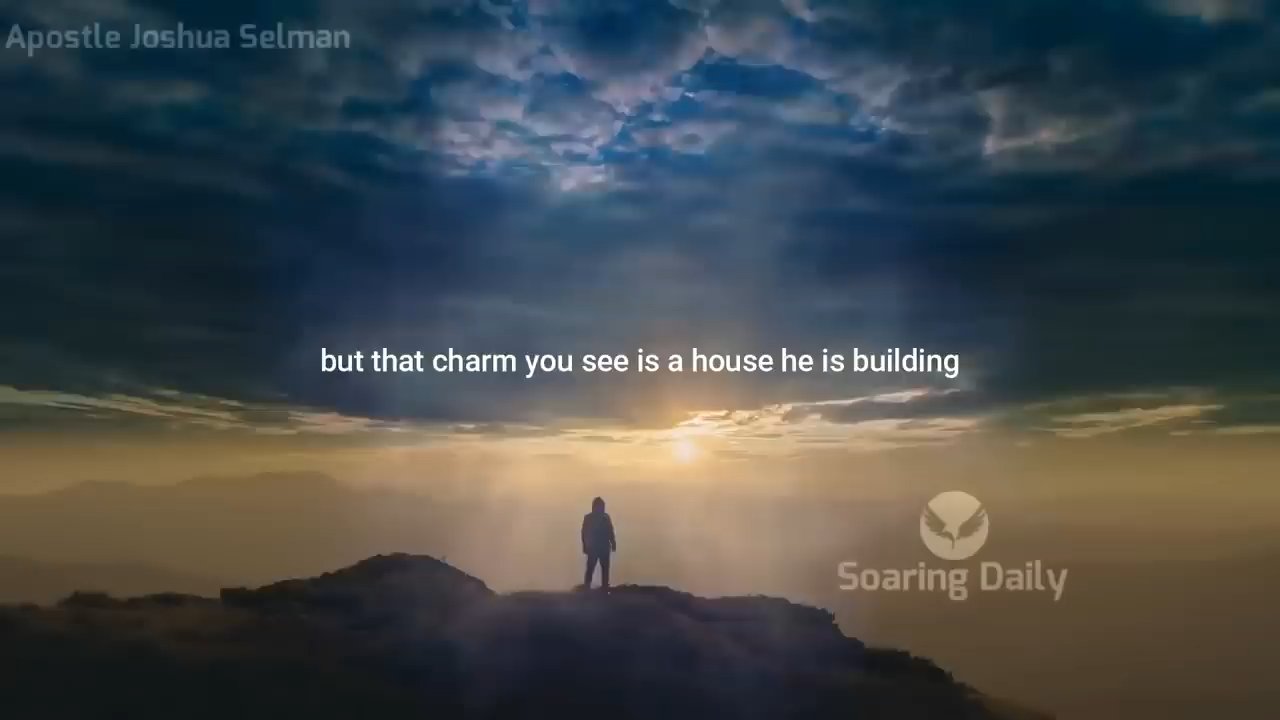 Apostle Joshua Selman
but that charm you see is a house he is building
Soaring Daily